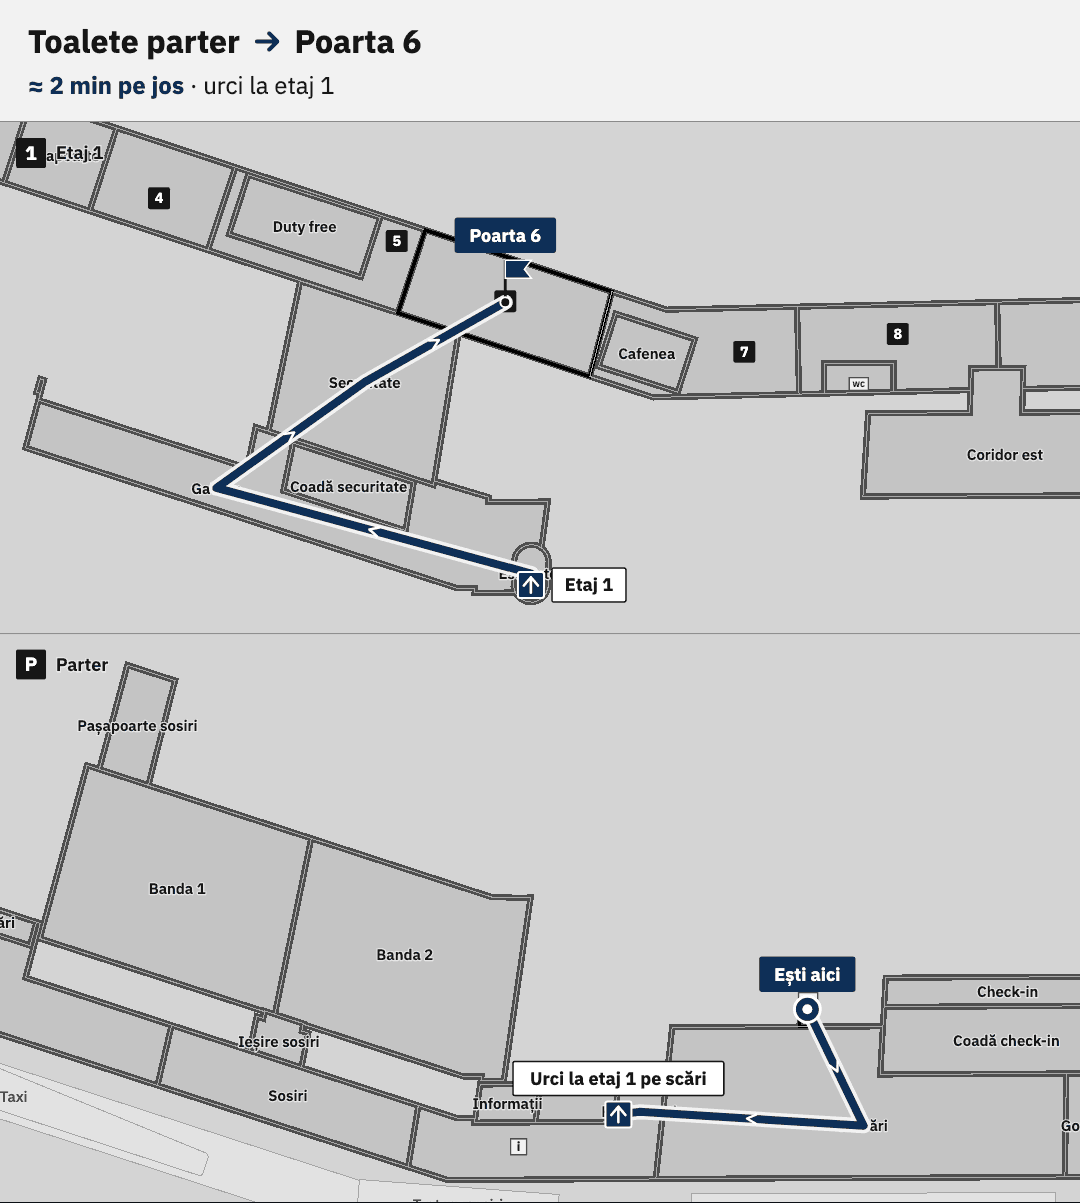 Toalete parter → Poarta 6
≈ 2 min pe jos · urci la etaj 1
1 Etaj 1
4
Duty free
5
Poarta 6
Cafenea
7
8
wc
Securitate
Coridor est
Coadă securitate
Etaj 1
P Parter
Pașapoarte sosiri
Banda 1
Banda 2
Ești aici
Check-in
Coadă check-in
Ieșire sosiri
Urci la etaj 1 pe scări
Informații
Sosiri
Taxi
i